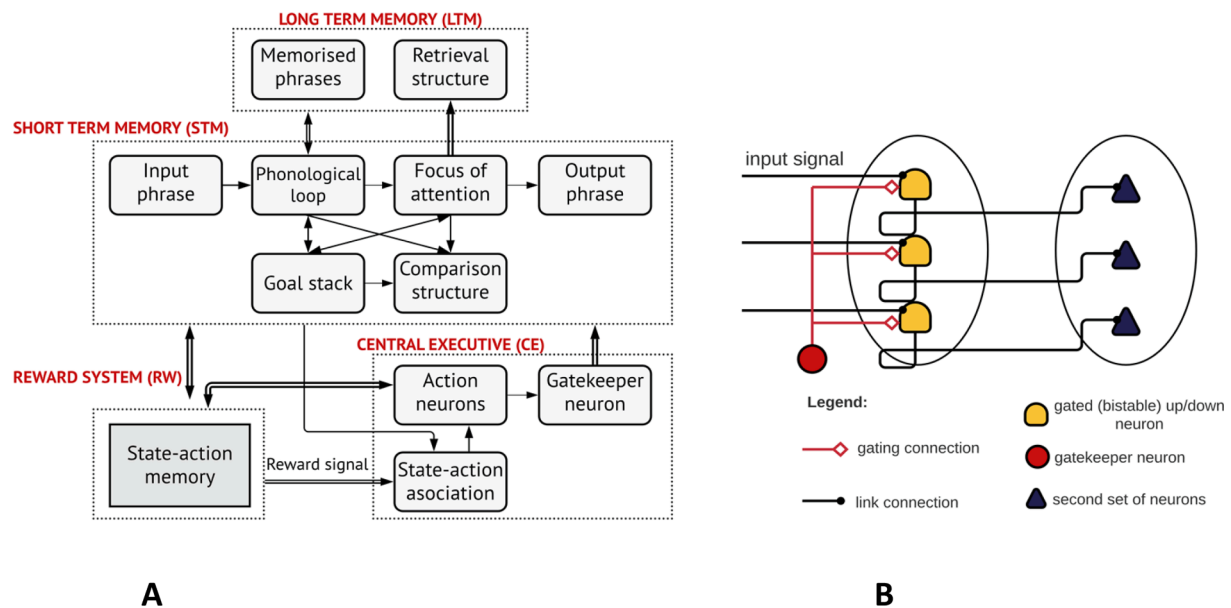 LONG TERM MEMORY (LTM)
Memorised
phrases
Retrieval
structure
SHORT TERM MEMORY (STM)
Input
phrase
Phonological
loop
Focus of
attention
Output
phrase
Goal stack
Comparison
structure
CENTRAL EXECUTIVE (CE)
REWARD SYSTEM (RW)
Action
neurons
Gatekeeper
neuron
State-action
memory
Reward signal
State-action
asociation
A
input signal
Legend:
gating connection
link connection
gated (bistable) up/down
neuron
gatekeeper neuron
second set of neurons
B